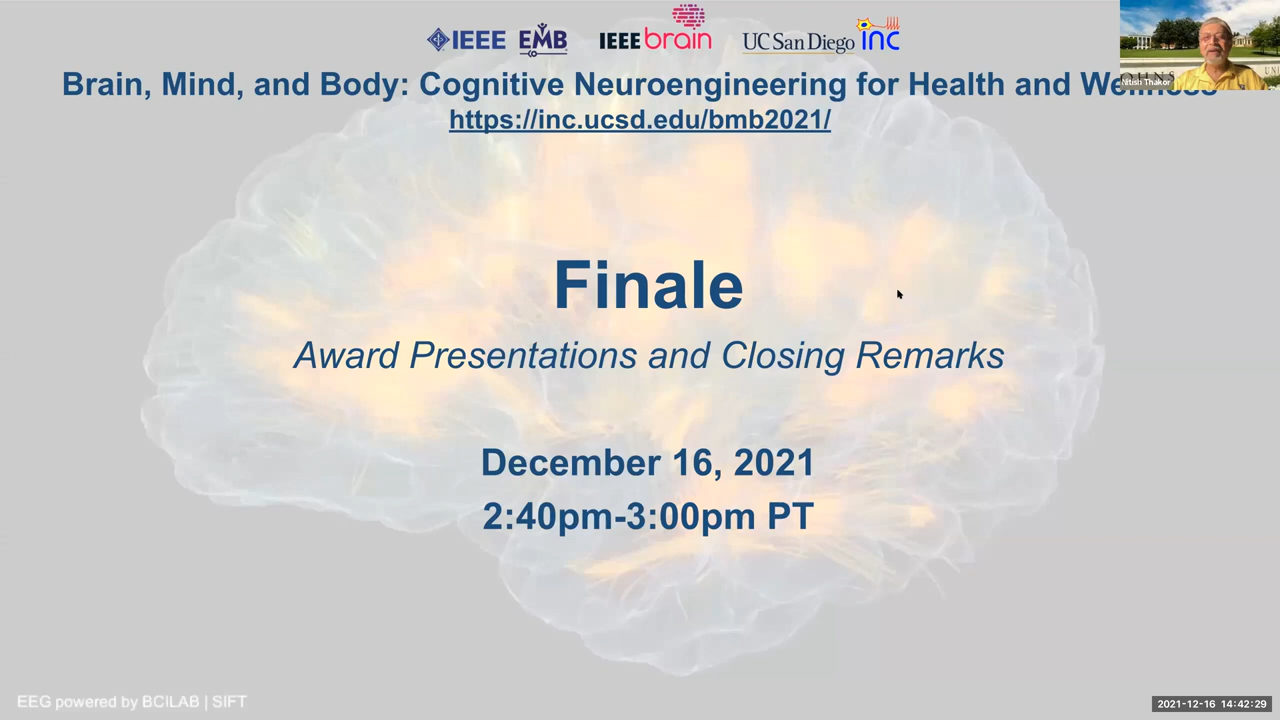 IEEE EMB IEEE brain UC San Diego inc
Brain, Mind, and Body: Cognitive Neuroengineering for Health and Wellness
https://inc.ucsd.edu/bmb2021/
Nitish Thakor
Finale
Award Presentations and Closing Remarks
December 16, 2021
2:40pm-3:00pm PT
EEG powered by BCILAB | SIFT
2021-12-16 14:42:29